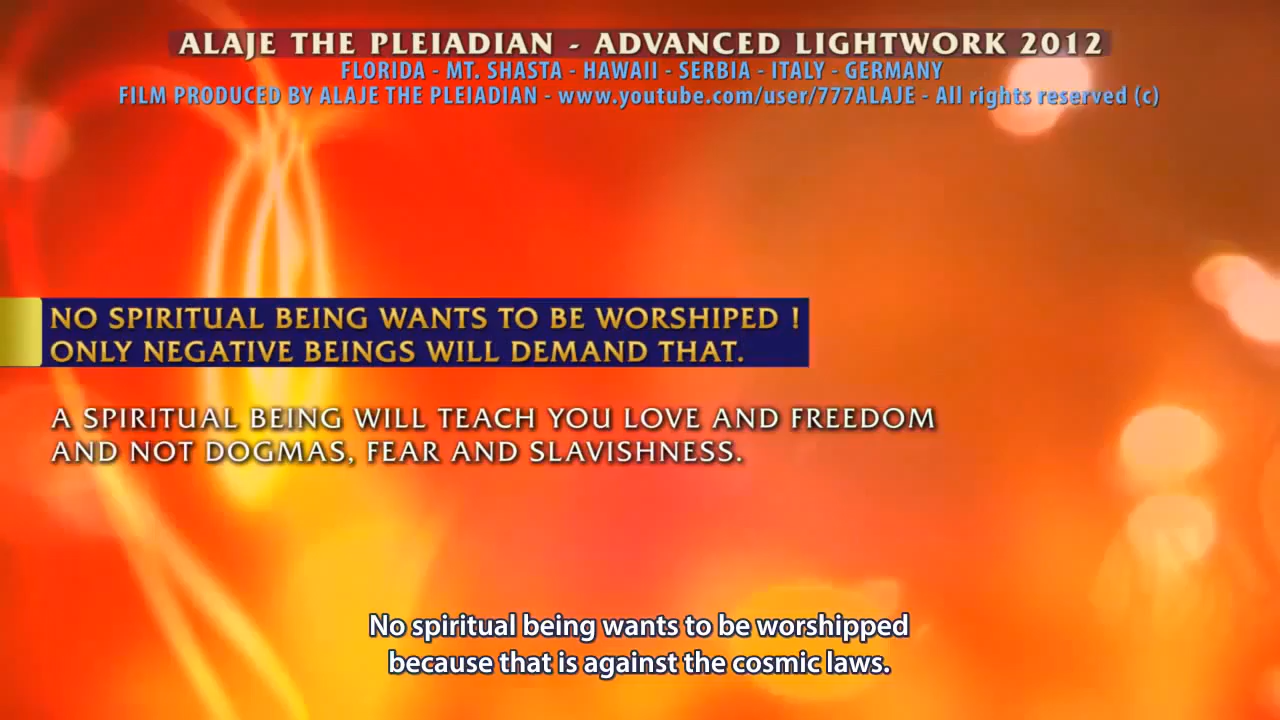 ALAJE THE PLEIADIAN - ADVANCED LIGHTWORK 2012
FLORIDA - MT. SHASTA - HAWAII - SERBIA - ITALY - GERMANY
FILM PRODUCED BY ALAJE THE PLEIADIAN - www.youtube.com/user/777ALAJE - All rights reserved (c)
NO SPIRITUAL BEING WANTS TO BE WORSHIPED !
ONLY NEGATIVE BEINGS WILL DEMAND THAT.
A SPIRITUAL BEING WILL TEACH YOU LOVE AND FREEDOM
AND NOT DOGMAS, FEAR AND SLAVISHNESS.
No spiritual being wants to be worshipped
because that is against the cosmic laws.